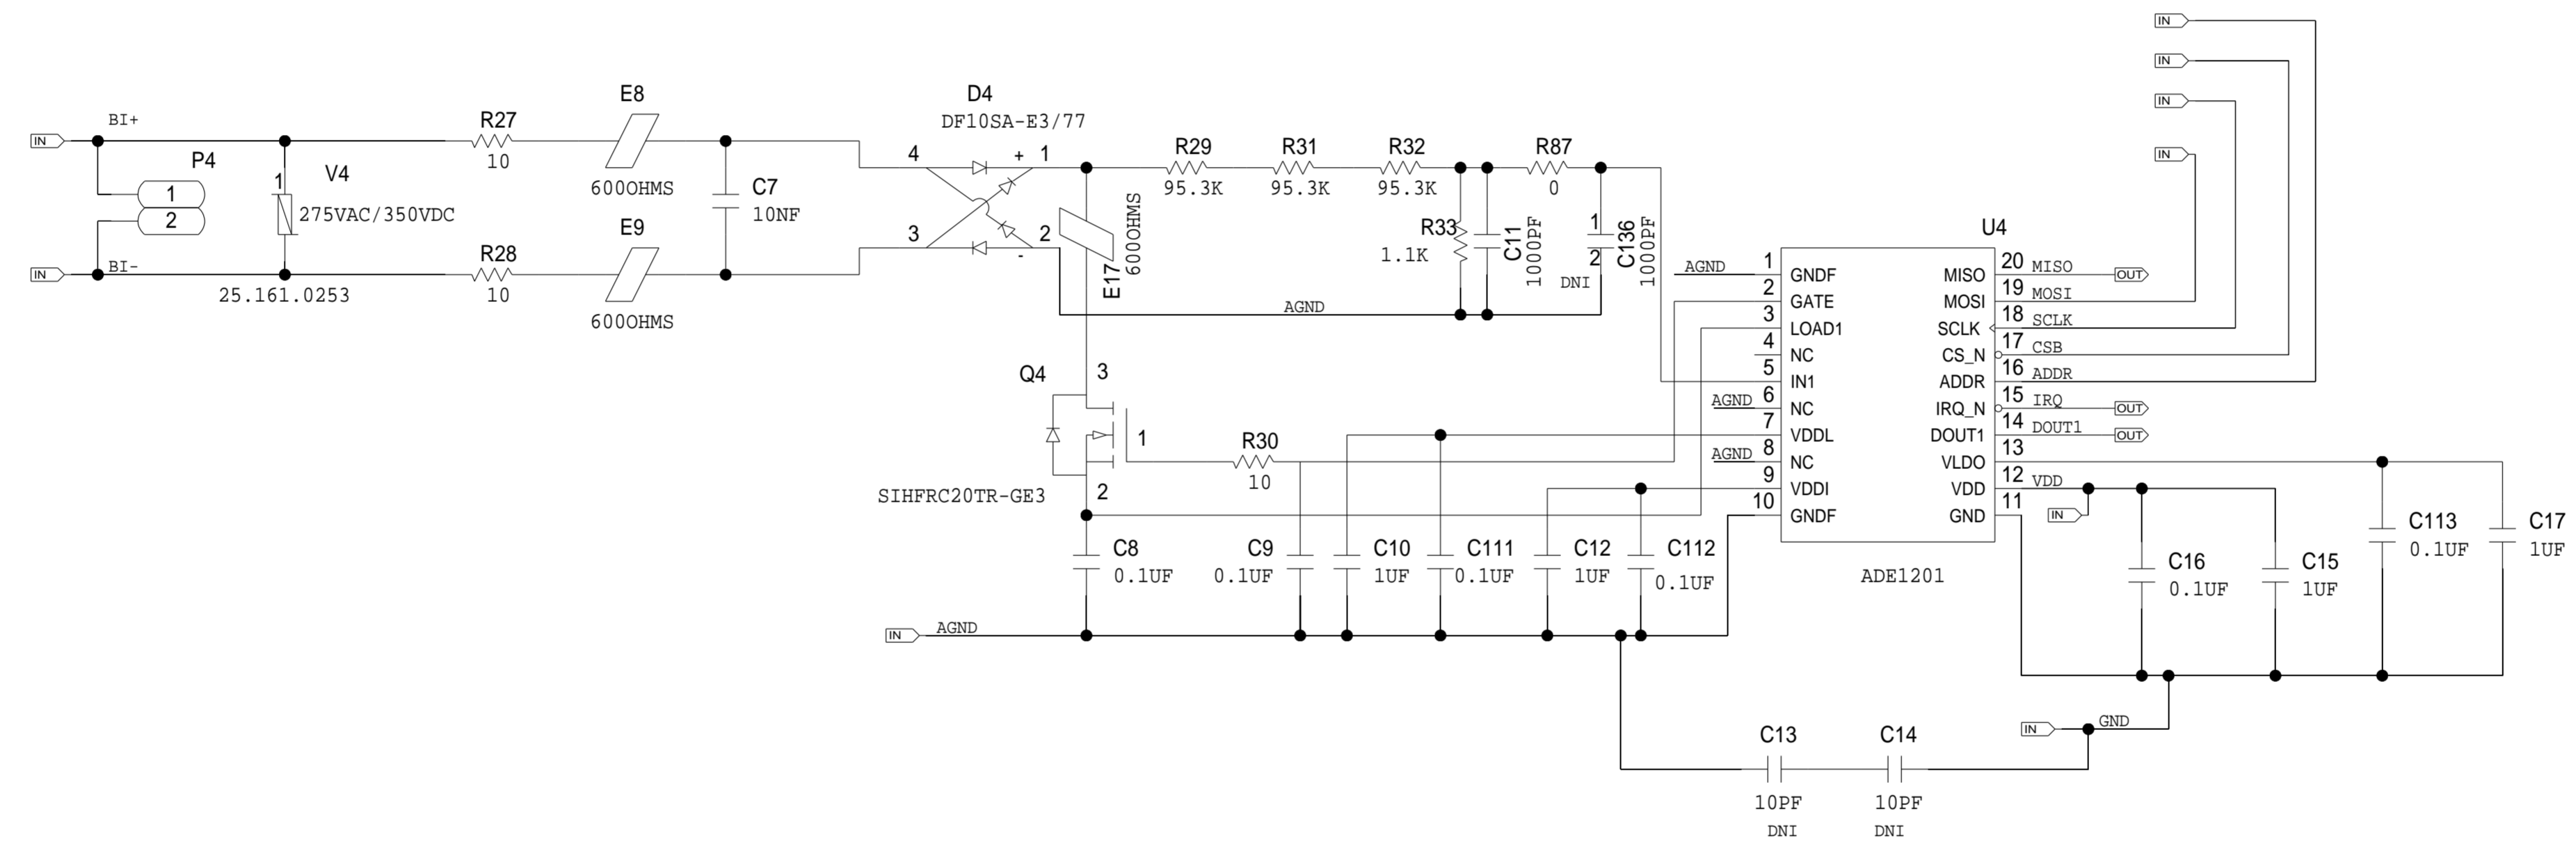 IN
IN
IN
IN
IN
BI+
P4
1
2
V4
1
275VAC/350VDC
IN
BI-
25.161.0253
R27
10
R28
10
E8
600OHMS
E9
600OHMS
C7
10NF
D4
DF10SA-E3/77
4
+
1
3
2
-
E17
600OHMS
R29
95.3K
R31
95.3K
R32
95.3K
R87
0
R33
1.1K
C11
1000PF
1
2
DNI
C136
1000PF
AGND
Q4
3
1
2
SIHFRC20TR-GE3
R30
10
C8
0.1UF
C9
0.1UF
C10
1UF
C111
0.1UF
C12
1UF
C112
0.1UF
IN
AGND
U4
AGND 1 GNDF
2 GATE
3 LOAD1
4 NC
5 IN1
AGND 6 NC
7 VDDL
AGND 8 NC
9 VDDI
10 GNDF
MISO 20 MISO OUT
MOSI 19 MOSI
SCLK 18 SCLK
CS_N 17 CSB
ADDR 16 ADDR
IRQ_N 15 IRQ OUT
DOUT1 14 DOUT1 OUT
VLDO 13
VDD 12 VDD
GND 11
IN
ADE1201
C16
0.1UF
C15
1UF
C113
0.1UF
C17
1UF
IN
GND
C13
10PF
DNI
C14
10PF
DNI